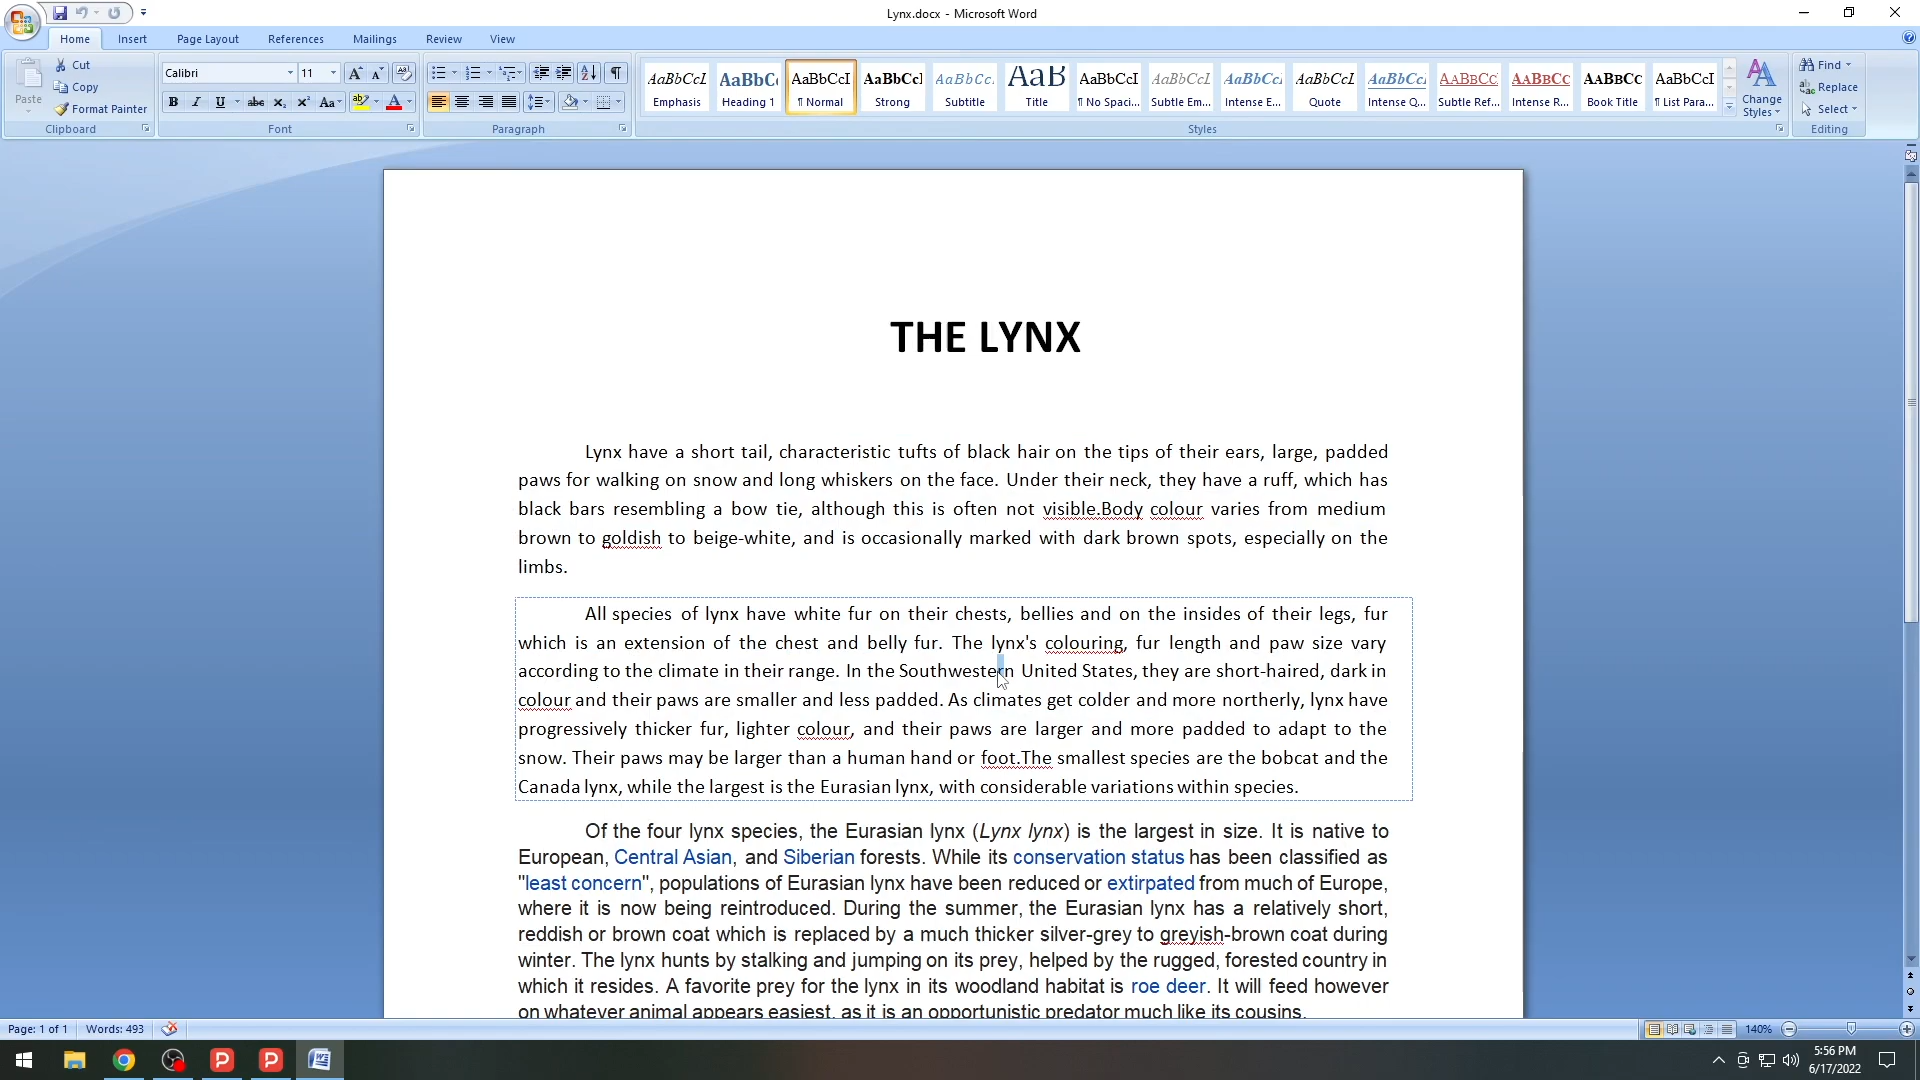 Lynx.docx - Microsoft Word
Home Insert Page Layout References Mailings Review View
Paste
Cut
Copy
Format Painter
Clipboard
Calibri 11
B I U abc X₂ X² Aa
Font
Paragraph
AaBbCcL AaBbC AaBbCcI AaBbCcI AaBbCc. AaB AaBbCcI AaBbCcI AaBbCcI AaBbCcI AaBbCcI AABBCC AABBCC AABBCC AaBbCcI
Emphasis Heading 1 ¶ Normal Strong Subtitle Title ¶ No Spaci... Subtle Em... Intense E... Quote Intense Q... Subtle Ref... Intense R... Book Title ¶ List Para...
Styles
Change Styles
Find
Replace
Select
Editing
THE LYNX
Lynx have a short tail, characteristic tufts of black hair on the tips of their ears, large, padded
paws for walking on snow and long whiskers on the face. Under their neck, they have a ruff, which has
black bars resembling a bow tie, although this is often not visible.Body colour varies from medium
brown to goldish to beige-white, and is occasionally marked with dark brown spots, especially on the
limbs.
All species of lynx have white fur on their chests, bellies and on the insides of their legs, fur
which is an extension of the chest and belly fur. The lynx's colouring, fur length and paw size vary
according to the climate in their range. In the Southwestern United States, they are short-haired, dark in
colour and their paws are smaller and less padded. As climates get colder and more northerly, lynx have
progressively thicker fur, lighter colour, and their paws are larger and more padded to adapt to the
snow. Their paws may be larger than a human hand or foot.The smallest species are the bobcat and the
Canada lynx, while the largest is the Eurasian lynx, with considerable variations within species.
Of the four lynx species, the Eurasian lynx (Lynx lynx) is the largest in size. It is native to
European, Central Asian, and Siberian forests. While its conservation status has been classified as
"least concern", populations of Eurasian lynx have been reduced or extirpated from much of Europe,
where it is now being reintroduced. During the summer, the Eurasian lynx has a relatively short,
reddish or brown coat which is replaced by a much thicker silver-grey to greyish-brown coat during
winter. The lynx hunts by stalking and jumping on its prey, helped by the rugged, forested country in
which it resides. A favorite prey for the lynx in its woodland habitat is roe deer. It will feed however
on whatever animal appears easiest, as it is an opportunistic predator much like its cousins.
Page: 1 of 1 Words: 493
140%
5:56 PM
6/17/2022